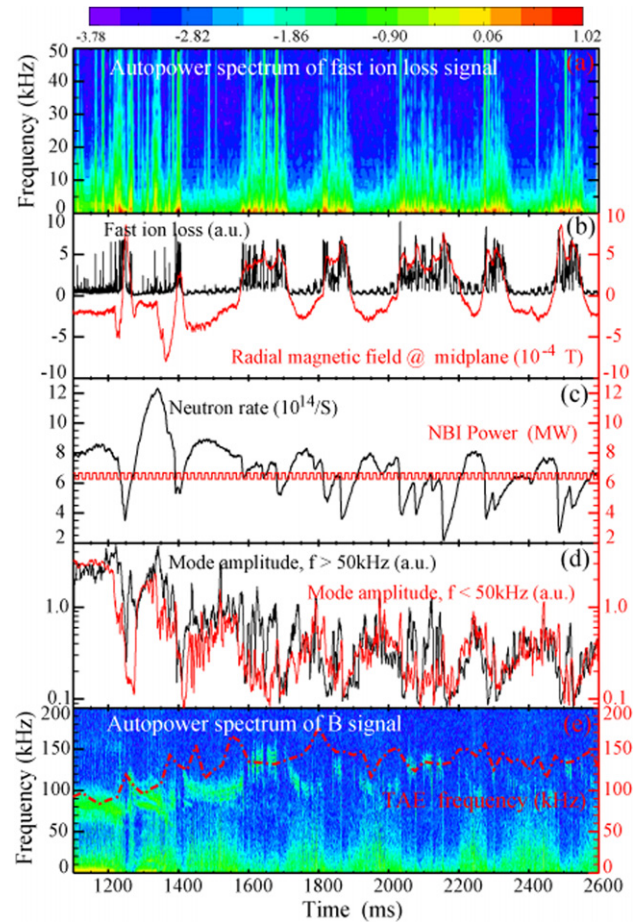 -3.78 -2.82 -1.86 -0.90 0.06 1.02
Autopower spectrum of fast ion loss signal
(a)
Frequency (kHz)
50
40
30
20
10
0
Fast ion loss (a.u.)
(b)
Radial magnetic field @ midplane (10⁻⁴ T)
10
5
0
-5
-10
10
5
0
-5
-10
(c)
Neutron rate (10¹⁴/S)
NBI Power (MW)
12
10
8
6
4
2
12
10
8
6
4
2
(d)
Mode amplitude, f > 50kHz (a.u.)
Mode amplitude, f < 50kHz (a.u.)
1.0
0.1
1.0
0.1
Autopower spectrum of Ḃ signal
(e)
TAE frequency (kHz)
Frequency (kHz)
200
150
100
50
0
200
150
100
50
0
1200 1400 1600 1800 2000 2200 2400 2600
Time (ms)